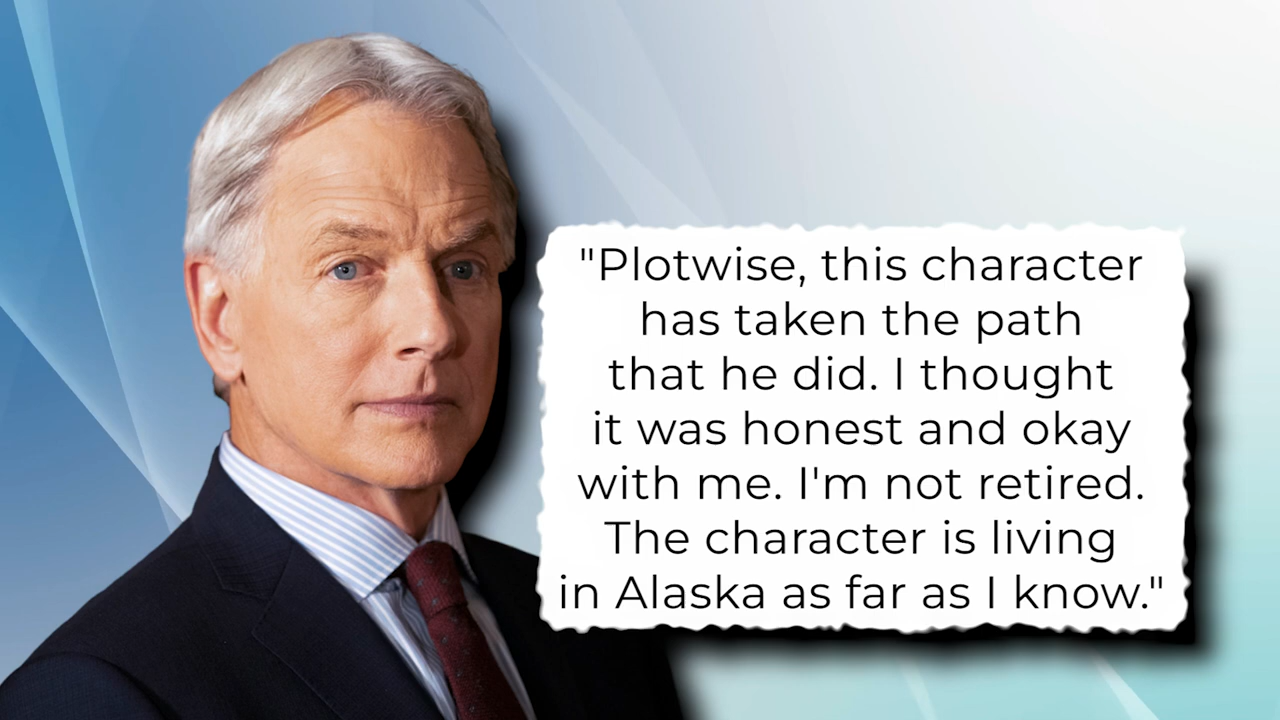 "Plotwise, this character
has taken the path
that he did. I thought
it was honest and okay
with me. I'm not retired.
The character is living
in Alaska as far as I know."